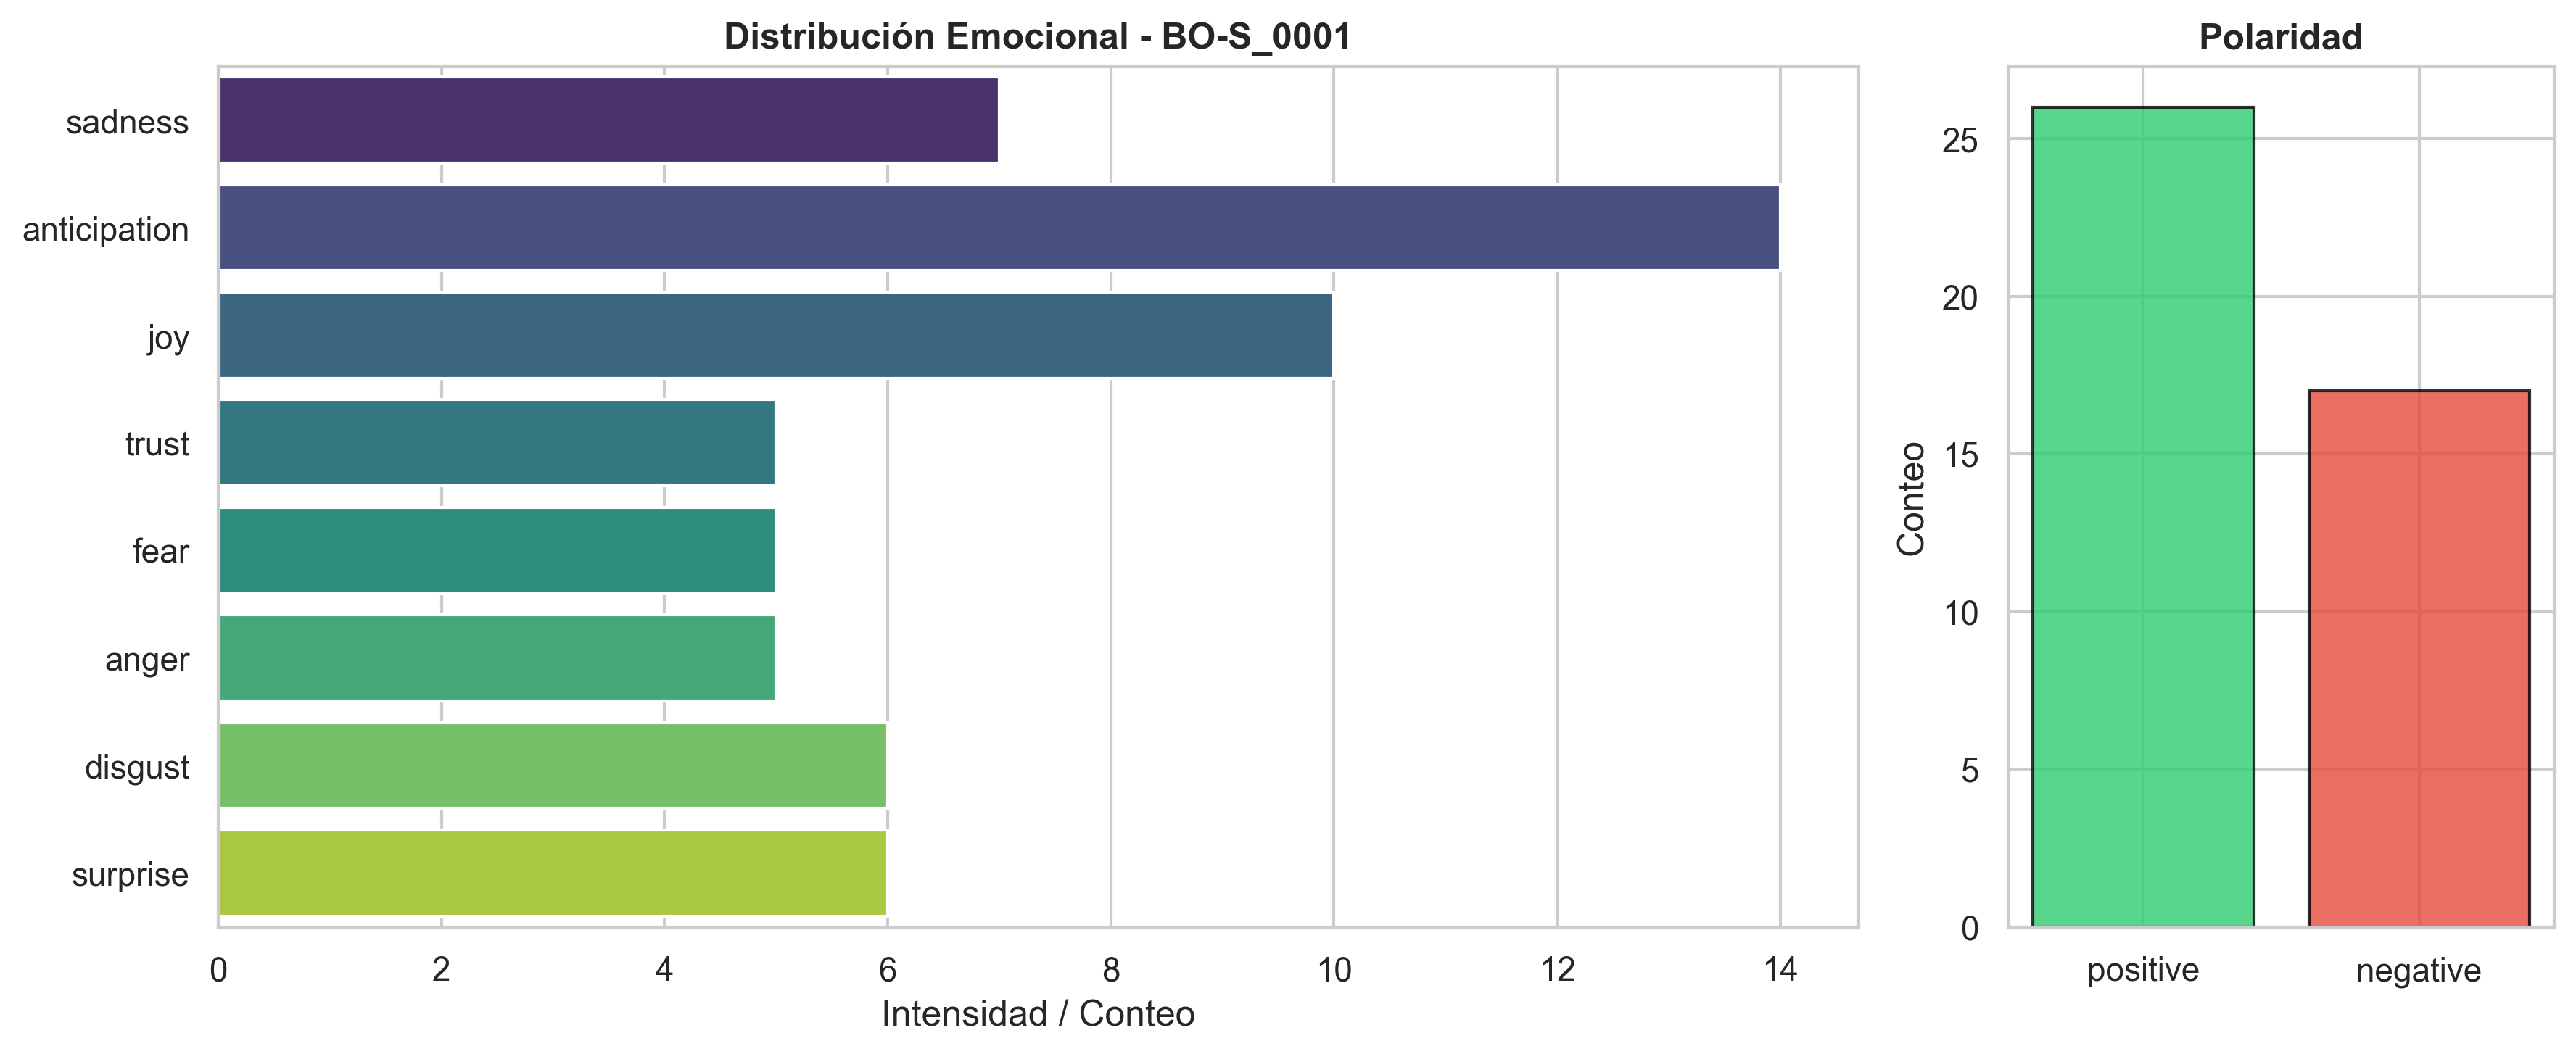 Distribución Emocional - BO-S_0001
sadness
anticipation
joy
trust
fear
anger
disgust
surprise
0 2 4 6 8 10 12 14
Intensidad / Conteo
Polaridad
Conteo
25
20
15
10
5
0
positive negative